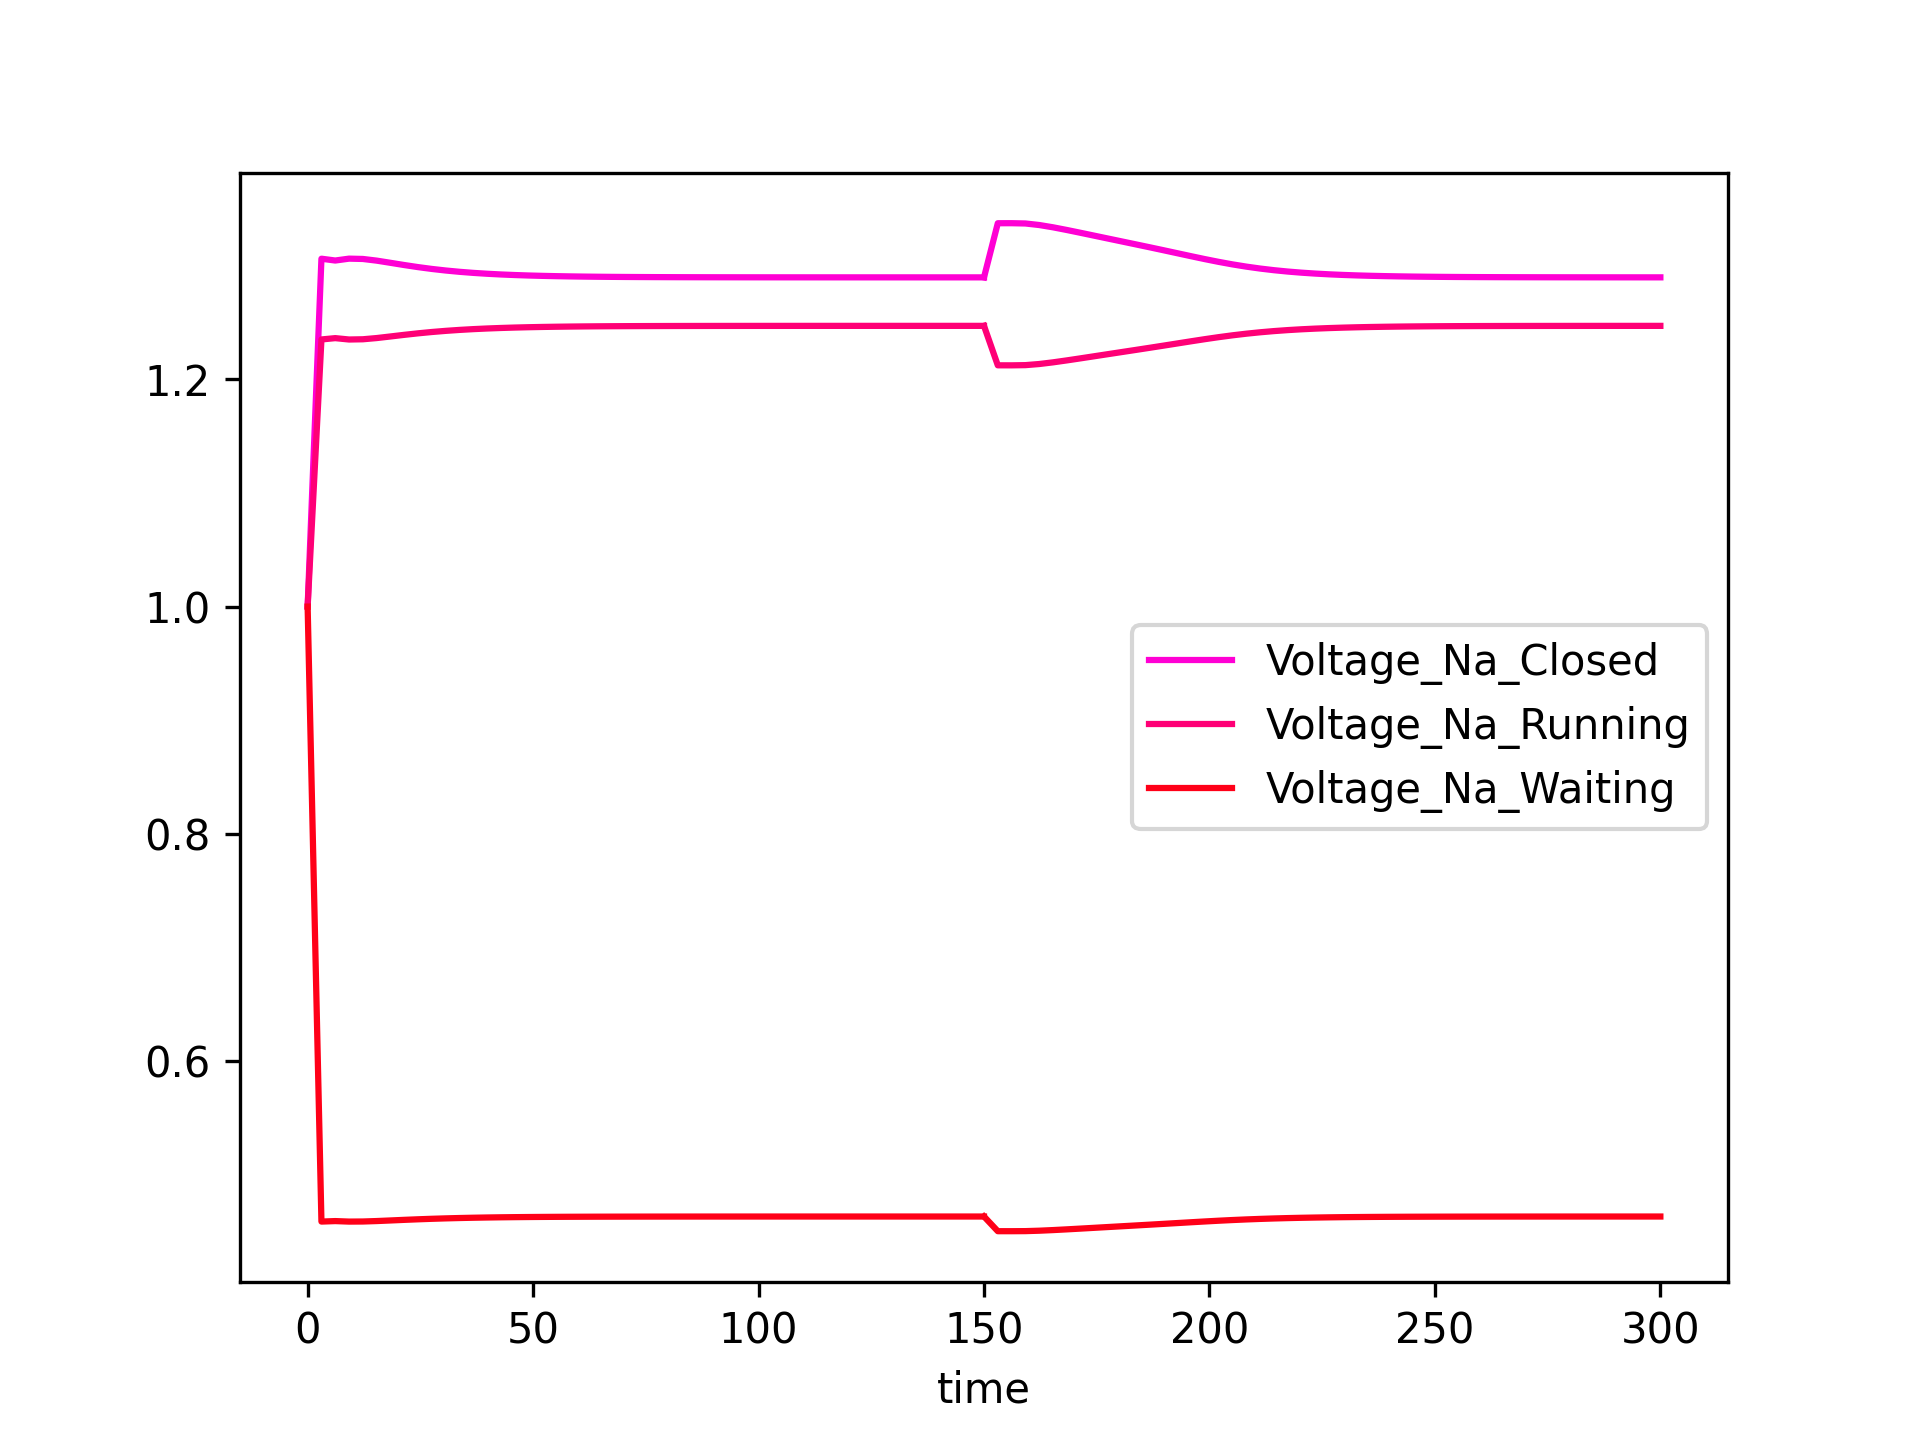 1.2
1.0
0.8
0.6
Voltage_Na_Closed
Voltage_Na_Running
Voltage_Na_Waiting
0 50 100 150 200 250 300
time